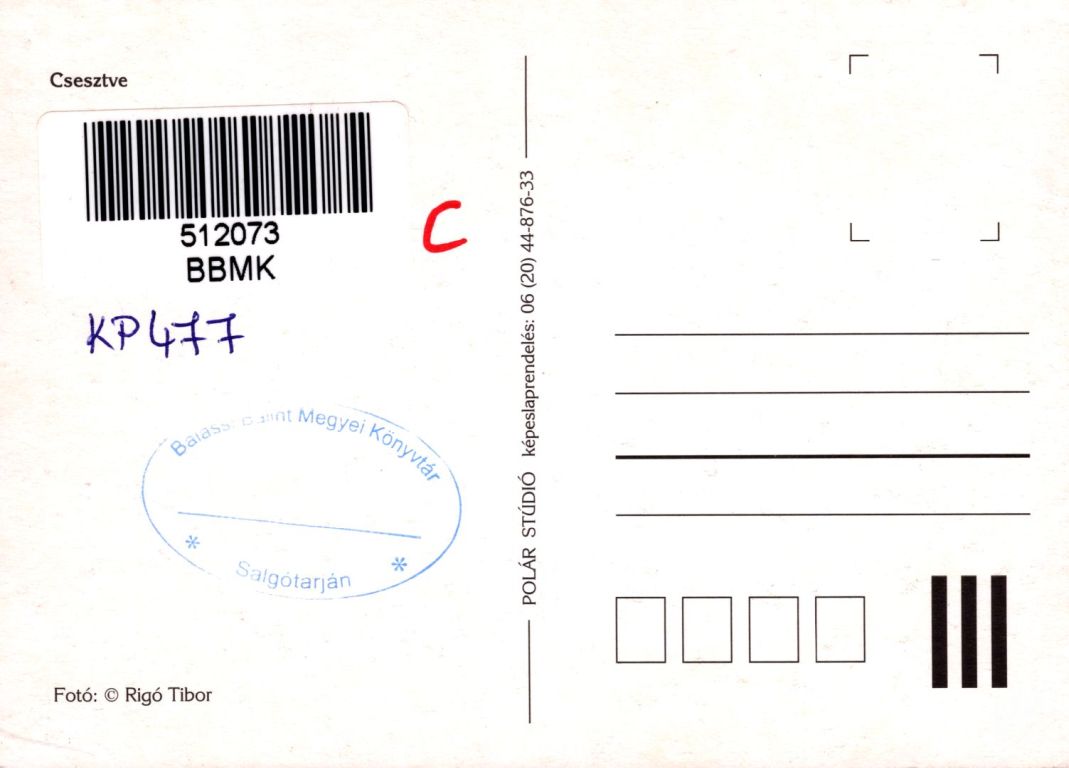 Csesztve
512073
BBMK
C
KP477
Balassi Bálint Megyei Könyvtár
Salgótarján
Fotó: © Rigó Tibor
POLÁR STÚDIÓ képeslaprendelés: 06 (20) 44-876-33